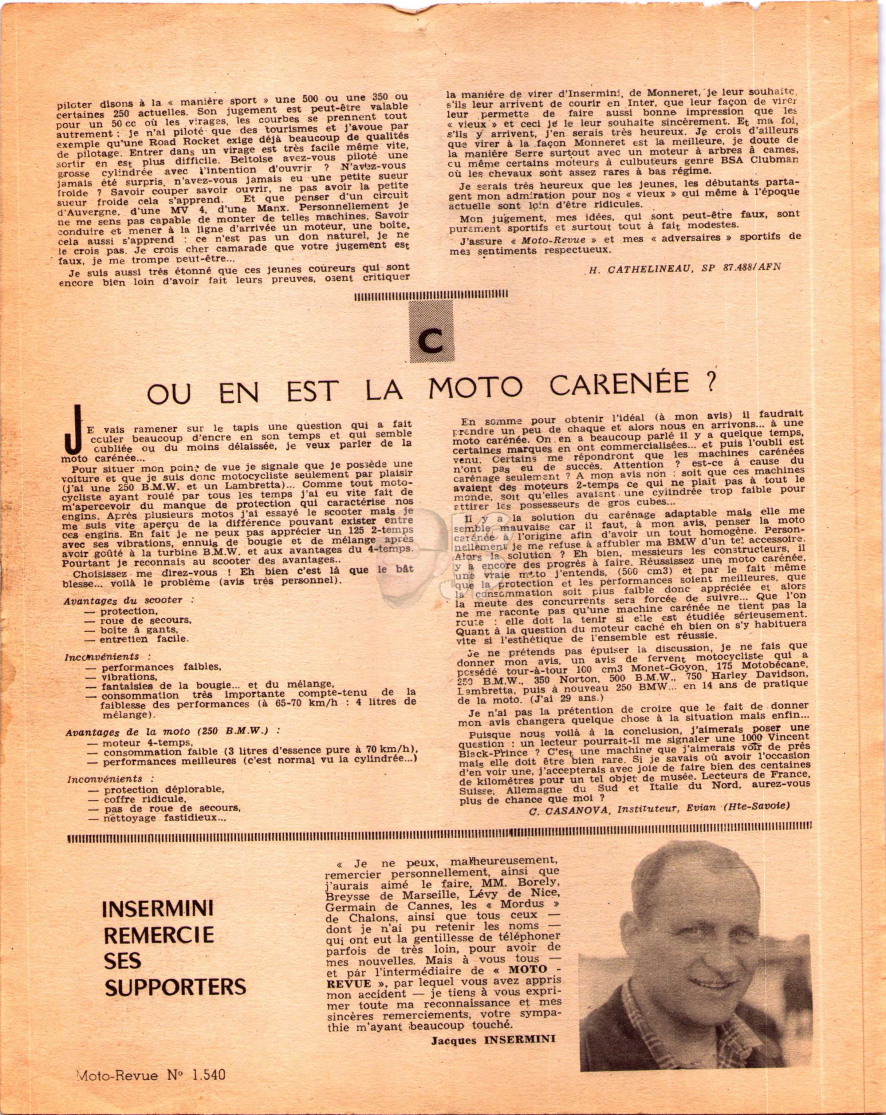 piloter disons à la « manière sport » une 500 ou une 350 ou
certaines 250 actuelles. Son jugement est peut-être valable
pour un 50 cc où les virages, les courbes se prennent tout
autrement ; je n'ai piloté que des tourismes et j'avoue par
exemple qu'une Road Rocket exige déjà beaucoup de qualités
de pilotage. Entrer dans un virage est très facile même vite,
sortir en est plus difficile. Beltoise avez-vous piloté une
grosse cylindrée avec l'intention d'ouvrir ? N'avez-vous
jamais été surpris, n'avez-vous jamais eu une petite sueur
froide ? Savoir couper savoir ouvrir, ne pas avoir la petite
sueur froide cela s'apprend. Et que penser d'un circuit
d'Auvergne, d'une MV 4, d'une Manx. Personnellement je
ne me sens pas capable de monter de telles machines. Savoir
conduire et mener à la ligne d'arrivée un moteur, une boîte,
cela aussi s'apprend ; ce n'est pas un don naturel, je ne
le crois pas. Je crois cher camarade que votre jugement est
faux, je me trompe peut-être...
Je suis aussi très étonné que ces jeunes coureurs qui sont
encore bien loin d'avoir fait leurs preuves, osent critiquer
la manière de virer d'Insermini, de Monneret, je leur souhaite,
s'ils leur arrivent de courir en Inter, que leur façon de virer
leur permette de faire aussi bonne impression que les
« vieux » et ceci je le leur souhaite sincèrement. Et ma foi,
s'ils y arrivent, j'en serais très heureux. Je crois d'ailleurs
que virer à la façon Monneret est la meilleure, je doute de
la manière Serre surtout avec un moteur à arbres à cames,
ou même certains moteurs à culbuteurs genre BSA Clubman
où les chevaux sont assez rares à bas régime.
Je serais très heureux que les jeunes, les débutants parta-
gent mon admiration pour nos « vieux » qui même à l'époque
actuelle sont loin d'être ridicules.
Mon jugement, mes idées, qui sont peut-être faux, sont
purement sportifs et surtout tout à fait modestes.
J'assure « Moto-Revue » et mes « adversaires » sportifs de
mes sentiments respectueux.
H. CATHELINEAU, SP 87.488/AFN
C
OU EN EST LA MOTO CARENÉE ?
JE vais ramener sur le tapis une question qui a fait
cculer beaucoup d'encre en son temps et qui semble
oubliée ou du moins délaissée, je veux parler de la
moto carénée...
Pour situer mon point de vue je signale que je possède une
voiture et que je suis donc motocycliste seulement par plaisir
(j'ai une 250 B.M.W. et un Lambretta)... Comme tout moto-
cycliste ayant roulé par tous les temps j'ai eu vite fait de
m'apercevoir du manque de protection qui caractérise nos
engins. Après plusieurs motos j'ai essayé le scooter mais je
me suis vite aperçu de la différence pouvant exister entre
ces engins. En fait je ne peux pas apprécier un 125 2-temps
avec ses vibrations, ennuis de bougie et de mélange après
avoir goûté à la turbine B.M.W. et aux avantages du 4-temps.
Pourtant je reconnais au scooter des avantages..
Choisissez me direz-vous ! Eh bien c'est là que le bât
blesse... voilà le problème (avis très personnel).
Avantages du scooter :
— protection,
— roue de secours,
— boîte à gants,
— entretien facile.
Inconvénients :
— performances faibles,
— vibrations,
— fantaisies de la bougie... et du mélange,
— consommation très importante compte-tenu de la
faiblesse des performances (à 65-70 km/h : 4 litres de
mélange).
Avantages de la moto (250 B.M.W.) :
— moteur 4-temps,
— consommation faible (3 litres d'essence pure à 70 km/h),
— performances meilleures (c'est normal vu la cylindrée...)
Inconvénients :
— protection déplorable,
— coffre ridicule,
— pas de roue de secours,
— nettoyage fastidieux...
En somme pour obtenir l'idéal (à mon avis) il faudrait
prendre un peu de chaque et alors nous en arrivons... à une
moto carénée. On en a beaucoup parlé il y a quelque temps,
certaines marques en ont commercialisées... et puis l'oubli est
venu. Certains me répondront que les machines carénées
n'ont pas eu de succès. Attention ? est-ce à cause du
carénage seulement ? A mon avis non : soit que ces machines
avaient des moteurs 2-temps ce qui ne plaît pas à tout le
monde, soit qu'elles avaient une cylindrée trop faible pour
attirer les possesseurs de gros cubes...
Il y a la solution du carénage adaptable mais elle me
semble mauvaise car il faut, à mon avis, penser la moto
carénée à l'origine afin d'avoir un tout homogène. Person-
nellement je me refuse à affubler ma BMW d'un tel accessoire.
Alors la solution ? Eh bien, messieurs les constructeurs, il
y a encore des progrès à faire. Réussissez une moto carénée,
une vraie moto j'entends, (500 cm3) et par le fait même
que la protection et les performances soient meilleures, que
la consommation soit plus faible donc appréciée et alors
la meute des concurrents sera forcée de suivre... Que l'on
ne me raconte pas qu'une machine carénée ne tient pas la
route : elle doit la tenir si elle est étudiée sérieusement.
Quant à la question du moteur caché eh bien on s'y habituera
vite si l'esthétique de l'ensemble est réussie.
Je ne prétends pas épuiser la discussion, je ne fais que
donner mon avis, un avis de fervent motocycliste qui a
possédé tour-à-tour 100 cm3 Monet-Goyon, 175 Motobécane,
250 B.M.W., 350 Norton, 500 B.M.W., 750 Harley Davidson,
Lambretta, puis à nouveau 250 BMW... en 14 ans de pratique
de la moto. (J'ai 29 ans.)
Je n'ai pas la prétention de croire que le fait de donner
mon avis changera quelque chose à la situation mais enfin...
Puisque nous voilà à la conclusion, j'aimerais poser une
question : un lecteur pourrait-il me signaler une 1000 Vincent
Black-Prince ? C'est une machine que j'aimerais voir de près
mais elle doit être bien rare. Si je savais où avoir l'occasion
d'en voir une, j'accepterais avec joie de faire bien des centaines
de kilomètres pour un tel objet de musée. Lecteurs de France,
Suisse, Allemagne du Sud et Italie du Nord, aurez-vous
plus de chance que moi ?
C. CASANOVA, Instituteur, Evian (Hte-Savoie)
INSERMINI
REMERCIE
SES
SUPPORTERS
« Je ne peux, malheureusement,
remercier personnellement, ainsi que
j'aurais aimé le faire, MM. Borely,
Breysse de Marseille, Lévy de Nice,
Germain de Cannes, les « Mordus »
de Chalons, ainsi que tous ceux —
dont je n'ai pu retenir les noms —
qui ont eut la gentillesse de téléphoner
parfois de très loin, pour avoir de
mes nouvelles. Mais à vous tous —
et par l'intermédiaire de « MOTO -
REVUE », par lequel vous avez appris
mon accident — je tiens à vous expri-
mer toute ma reconnaissance et mes
sincères remerciements, votre sympa-
thie m'ayant beaucoup touché.
Jacques INSERMINI
Moto-Revue N° 1.540